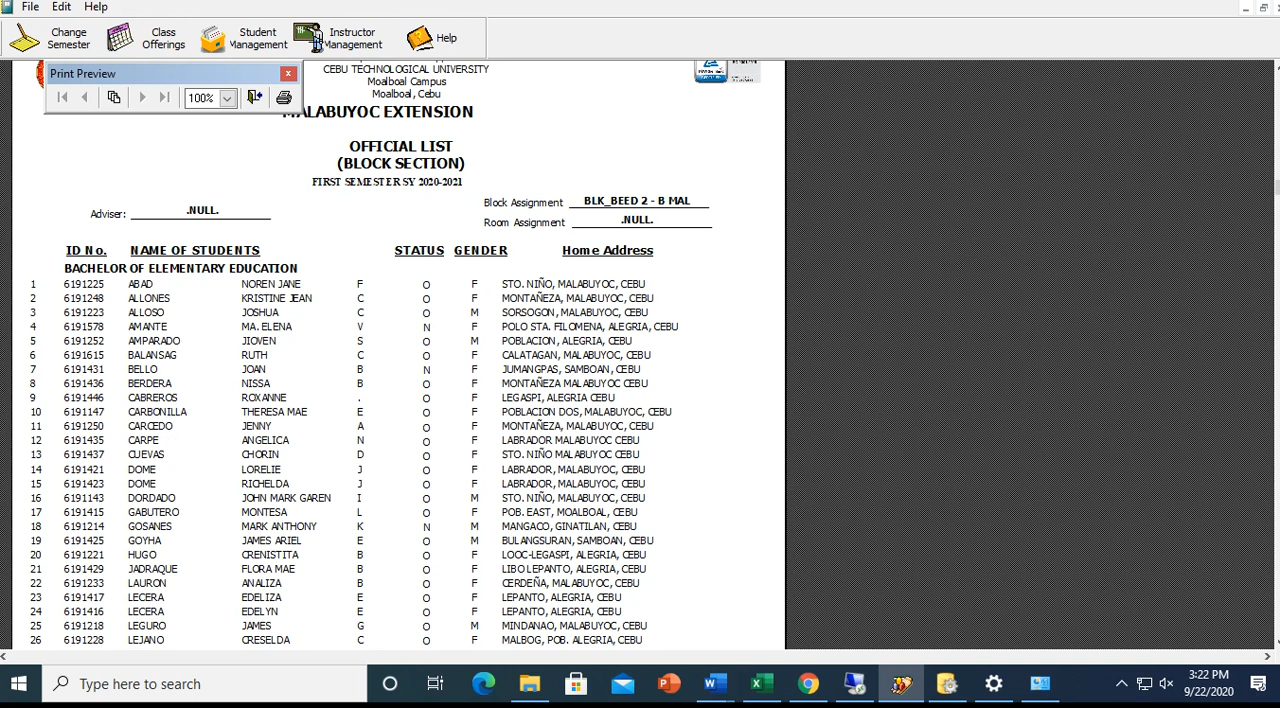 File Edit Help
Change Semester Class Offerings Student Management Instructor Management Help
Print Preview
100%
CEBU TECHNOLOGICAL UNIVERSITY
Moalboal Campus
Moalboal, Cebu
MALABUYOC EXTENSION
OFFICIAL LIST
(BLOCK SECTION)
FIRST SEMESTER SY 2020-2021
Adviser: .NULL.
Block Assignment BLK_BEED 2 - B MAL
Room Assignment .NULL.
ID No. NAME OF STUDENTS STATUS GENDER Home Address
BACHELOR OF ELEMENTARY EDUCATION
1 6191225 ABAD NOREN JANE F O F STO. NIÑO, MALABUYOC, CEBU
2 6191248 ALLONES KRISTINE JEAN C O F MONTAÑEZA, MALABUYOC, CEBU
3 6191223 ALLOSO JOSHUA C O M SORSOGON, MALABUYOC, CEBU
4 6191578 AMANTE MA. ELENA V N F POLO STA. FILOMENA, ALEGRIA, CEBU
5 6191252 AMPARADO JIOVEN S O M POBLACION, ALEGRIA, CEBU
6 6191615 BALANSAG RUTH C O F CALATAGAN, MALABUYOC, CEBU
7 6191431 BELLO JOAN B N F JUMANGPAS, SAMBOAN, CEBU
8 6191436 BERDERA NISSA B O F MONTAÑEZA MALABUYOC CEBU
9 6191446 CABREROS ROXANNE . O F LEGASPI, ALEGRIA CEBU
10 6191147 CARBONILLA THERESA MAE E O F POBLACION DOS, MALABUYOC, CEBU
11 6191250 CARCEDO JENNY A O F MONTAÑEZA, MALABUYOC, CEBU
12 6191435 CARPE ANGELICA N O F LABRADOR MALABUYOC CEBU
13 6191437 CUEVAS CHORIN D O F STO. NIÑO MALABUYOC CEBU
14 6191421 DOME LORELIE J O F LABRADOR, MALABUYOC, CEBU
15 6191423 DOME RICHELDA J O F LABRADOR, MALABUYOC, CEBU
16 6191143 DORDADO JOHN MARK GAREN I O M STO. NIÑO, MALABUYOC, CEBU
17 6191415 GABUTERO MONTESA L O F POB. EAST, MOALBOAL, CEBU
18 6191214 GOSANES MARK ANTHONY K N M MANGACO, GINATILAN, CEBU
19 6191425 GOYHA JAMES ARIEL E O M BULANGSURAN, SAMBOAN, CEBU
20 6191221 HUGO CRENISTITA B O F LOOC-LEGASPI, ALEGRIA, CEBU
21 6191429 JADRAQUE FLORA MAE B O F LIBO LEPANTO, ALEGRIA, CEBU
22 6191233 LAURON ANALIZA B O F CERDEÑA, MALABUYOC, CEBU
23 6191417 LECERA EDELIZA E O F LEPANTO, ALEGRIA, CEBU
24 6191416 LECERA EDELYN E O F LEPANTO, ALEGRIA, CEBU
25 6191218 LEGURO JAMES G O M MINDANAO, MALABUYOC, CEBU
26 6191228 LEJANO CRESELDA C O F MALBOG, POB. ALEGRIA, CEBU
Type here to search
3:22 PM
9/22/2020